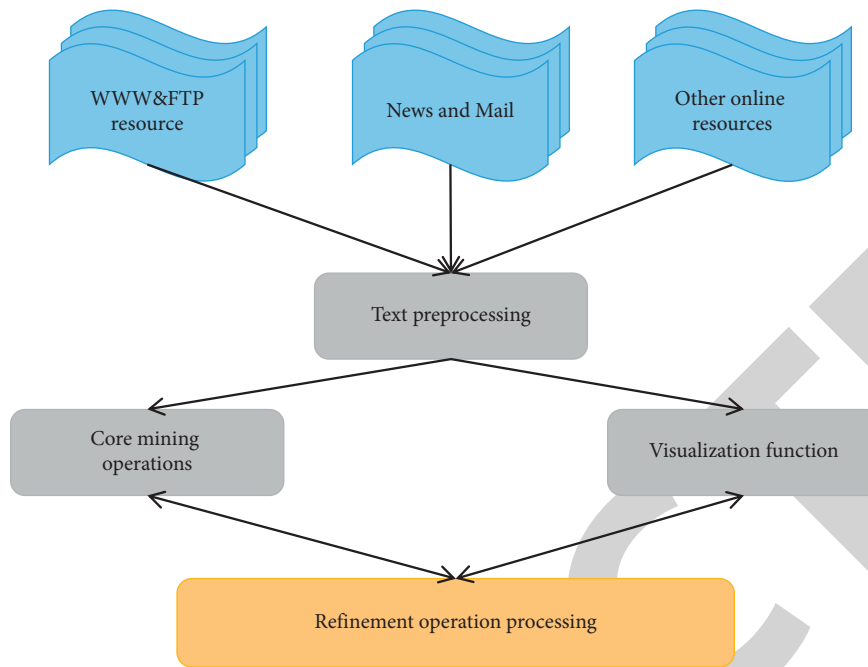 WWW&FTP
resource
News and Mail
Other online
resources
Text preprocessing
Core mining
operations
Visualization function
Refinement operation processing